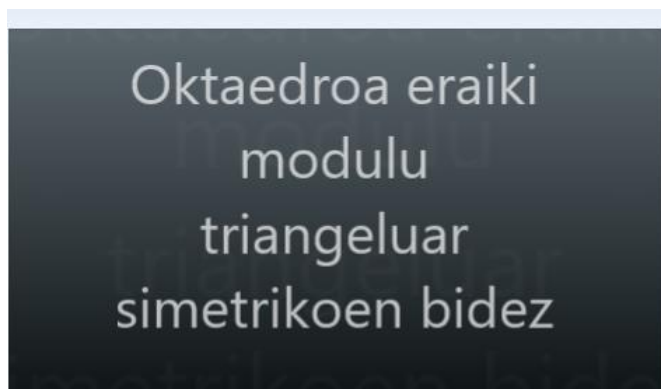 Oktaedroa eraiki
modulu
triangeluar
simetrikoen bidez